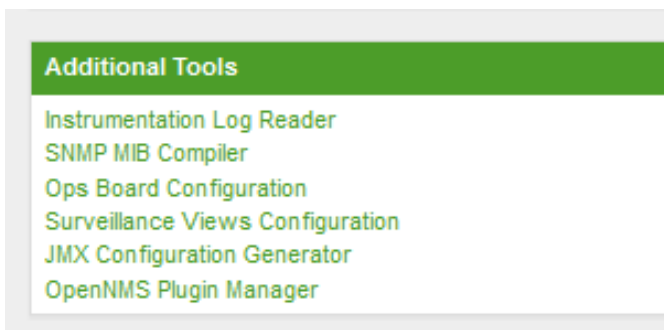 Additional Tools
Instrumentation Log Reader
SNMP MIB Compiler
Ops Board Configuration
Surveillance Views Configuration
JMX Configuration Generator
OpenNMS Plugin Manager